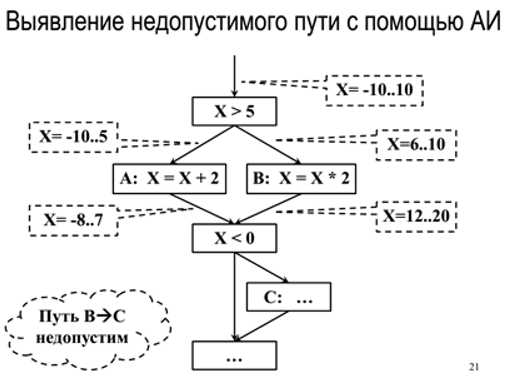 Выявление недопустимого пути с помощью АИ
X= -10..10
X > 5
X= -10..5
X=6..10
A: X = X + 2
B: X = X * 2
X= -8..7
X=12..20
X < 0
C: ...
Путь B→C
недопустим
...
21